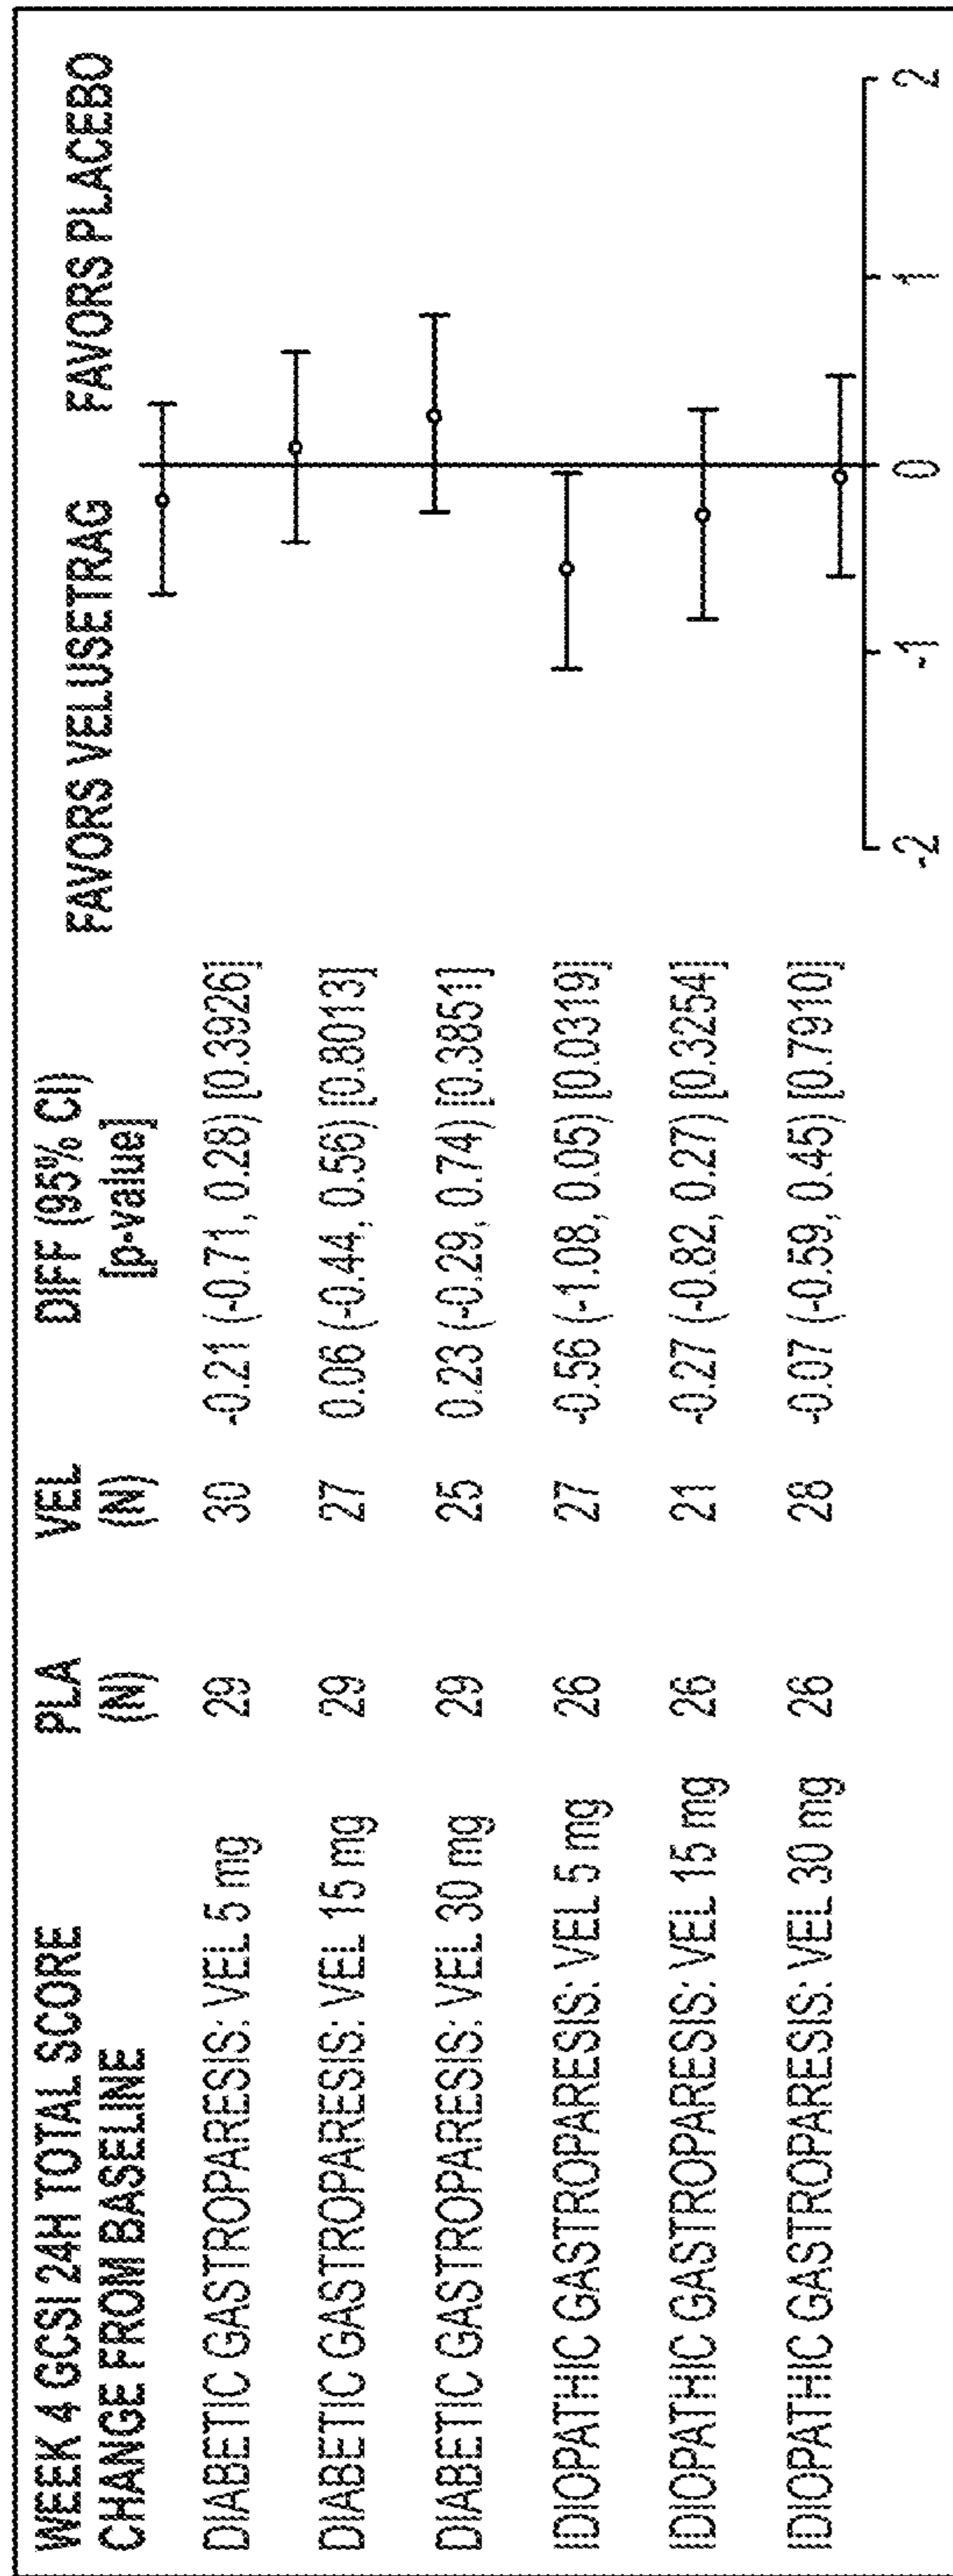 WEEK 4 GCSI 24H TOTAL SCORE PLA VEL DIFF (95% CI) FAVORS VELUSETRAG FAVORS PLACEBO
CHANGE FROM BASELINE (N) (N) [p-value]
DIABETIC GASTROPARESIS: VEL 5 mg 29 30 -0.21 (-0.71, 0.28) [0.3926]
DIABETIC GASTROPARESIS: VEL 15 mg 29 27 0.06 (-0.44, 0.56) [0.8013]
DIABETIC GASTROPARESIS: VEL 30 mg 29 25 0.23 (-0.29, 0.74) [0.3851]
IDIOPATHIC GASTROPARESIS: VEL 5 mg 26 27 -0.56 (-1.08, 0.05) [0.0319]
IDIOPATHIC GASTROPARESIS: VEL 15 mg 26 21 -0.27 (-0.82, 0.27) [0.3254]
IDIOPATHIC GASTROPARESIS: VEL 30 mg 26 28 -0.07 (-0.59, 0.45) [0.7910]
-2 -1 0 1 2